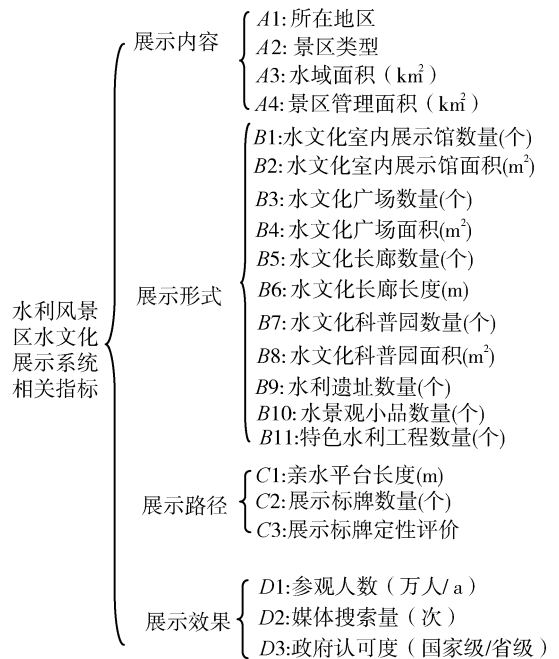 水利风景
区水文化
展示系统
相关指标
展示内容
A1:所在地区
A2: 景区类型
A3:水域面积（km²）
A4:景区管理面积（km²）
展示形式
B1:水文化室内展示馆数量(个)
B2:水文化室内展示馆面积(m²)
B3:水文化广场数量(个)
B4:水文化广场面积(m²)
B5:水文化长廊数量(个)
B6:水文化长廊长度(m)
B7:水文化科普园数量(个)
B8:水文化科普园面积(m²)
B9:水利遗址数量(个)
B10:水景观小品数量(个)
B11:特色水利工程数量(个)
展示路径
C1:亲水平台长度(m)
C2:展示标牌数量(个)
C3:展示标牌定性评价
展示效果
D1:参观人数（万人/ a）
D2:媒体搜索量（次）
D3:政府认可度（国家级/省级）